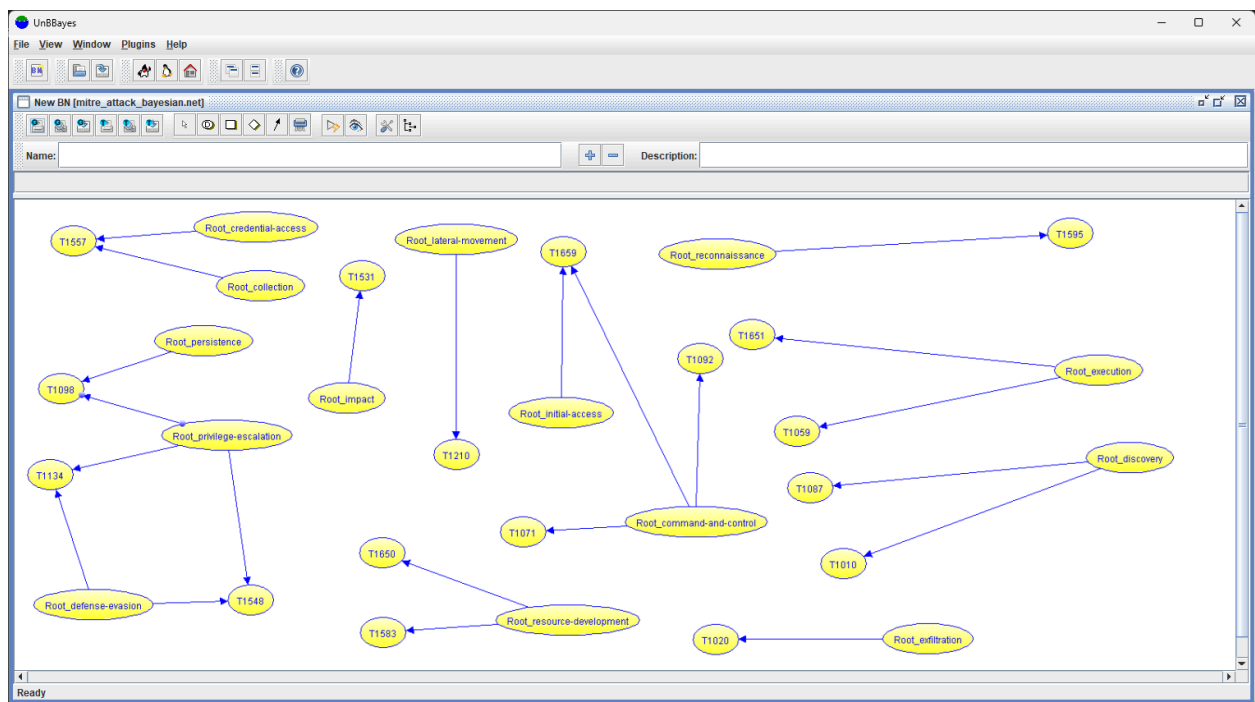 UnBBayes
File View Window Plugins Help
BN
New BN [mitre_attack_bayesian.net]
Name:
Description:
Root_credential-access
T1557
Root_lateral-movement
T1659
Root_reconnaissance
T1595
Root_collection
T1531
Root_persistence
T1651
T1092
Root_execution
T1098
Root_impact
Root_initial-access
Root_privilege-escalation
T1059
T1210
Root_discovery
T1134
T1087
Root_command-and-control
T1071
T1650
T1010
Root_defense-evasion
T1548
Root_resource-development
T1583
T1020
Root_exfiltration
Ready